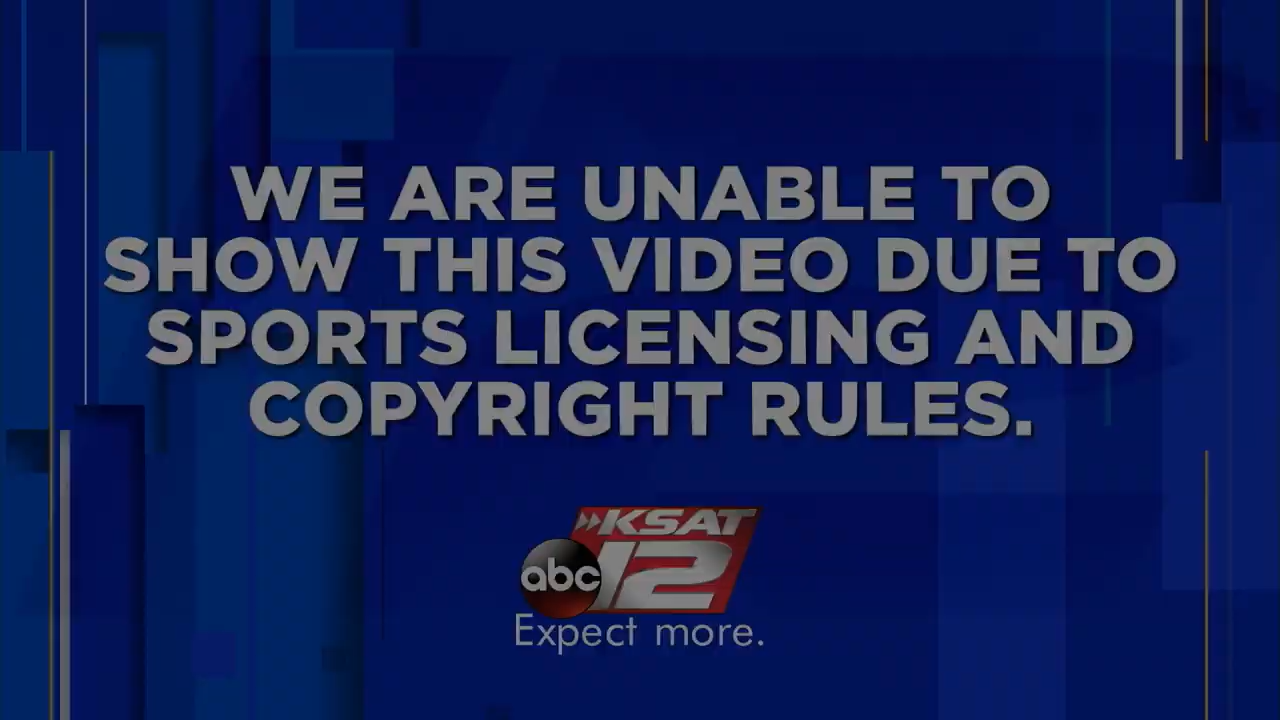 WE ARE UNABLE TO
SHOW THIS VIDEO DUE TO
SPORTS LICENSING AND
COPYRIGHT RULES.
KSAT
abc 12
Expect more.